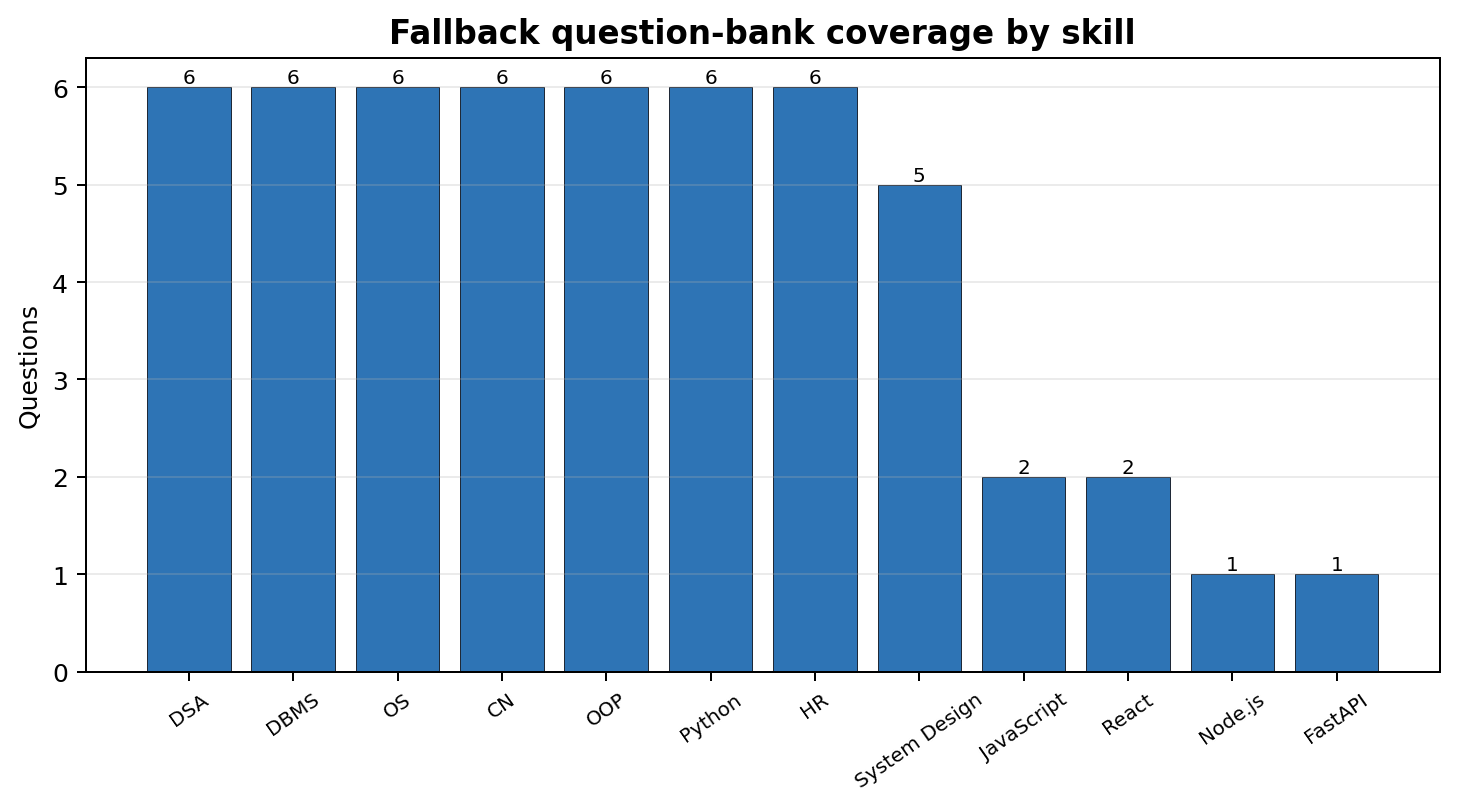 Fallback question-bank coverage by skill
6 6 6 6 6 6 6 5 2 2 1 1
6
5
4
3
2
1
0
Questions
DSA DBMS OS CN OOP Python HR System Design JavaScript React Node.js FastAPI